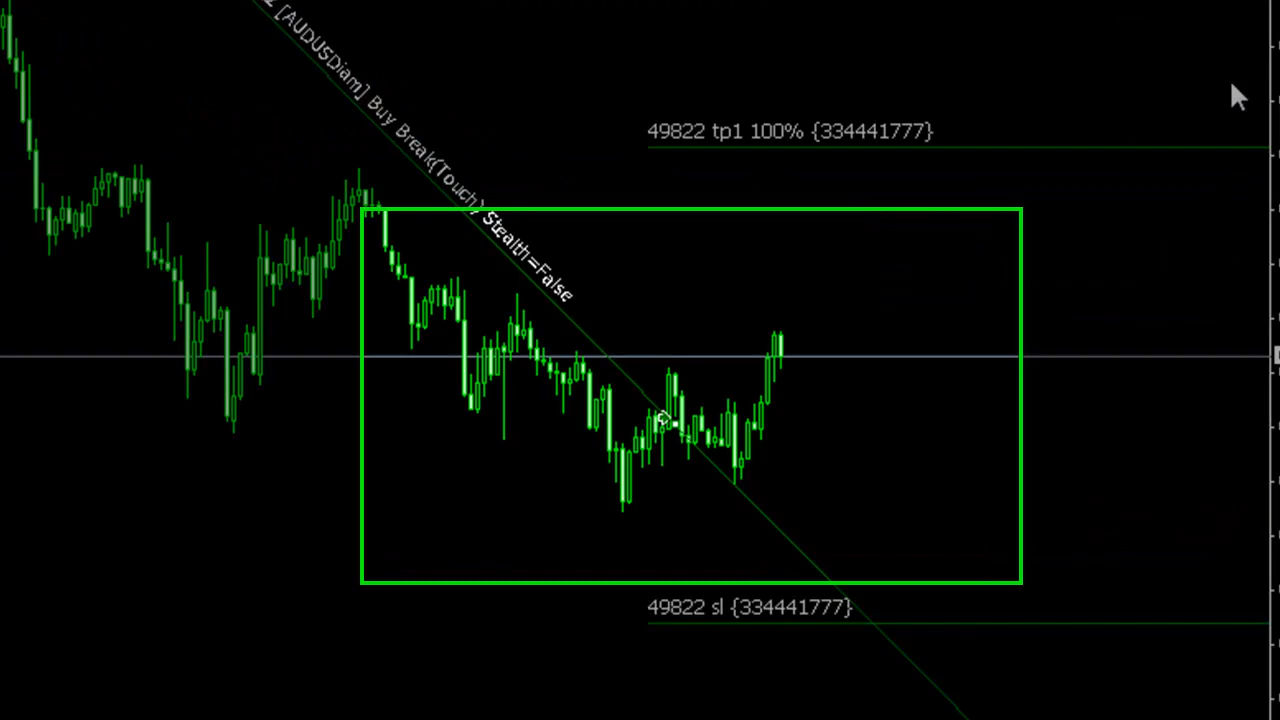 [AUDUSDiam] Buy Break(Touch) Stealth=False
49822 tp1 100% {334441777}
49822 sl {334441777}